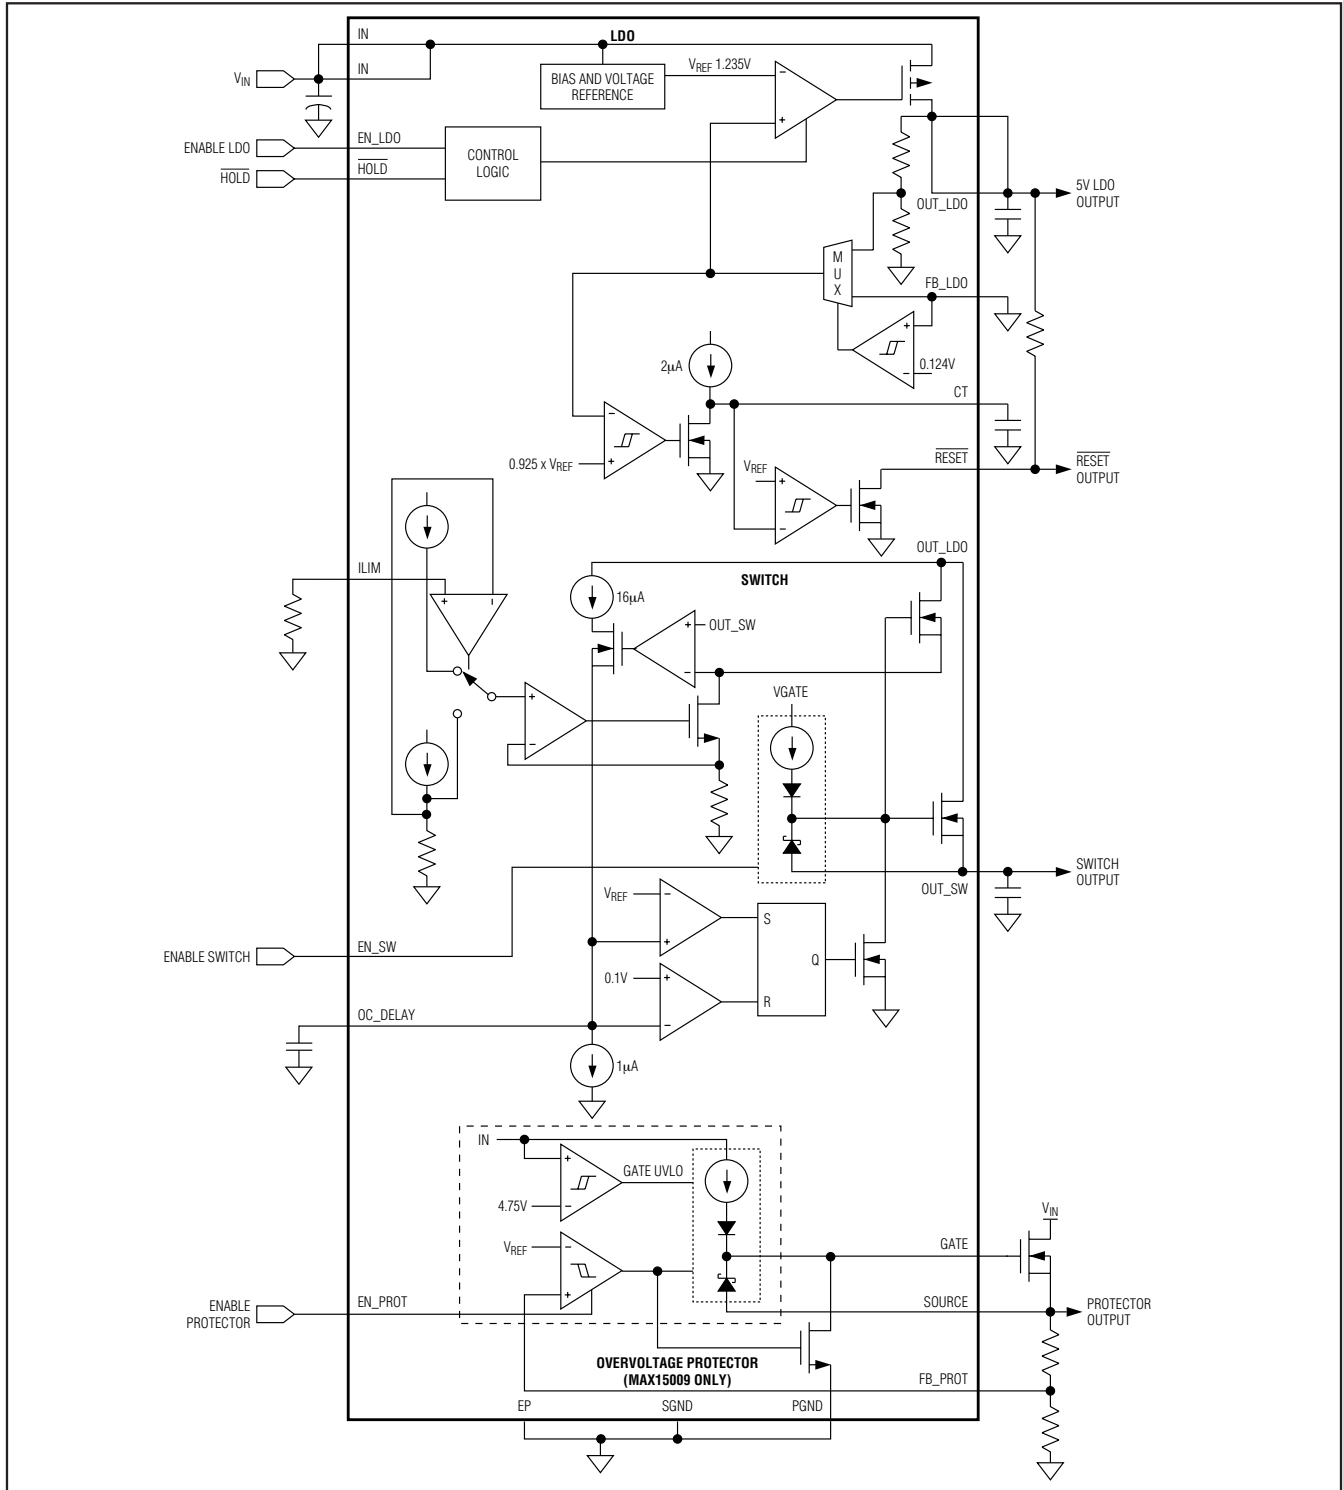 IN
LDO
IN
V_IN
BIAS AND VOLTAGE
REFERENCE
V_REF 1.235V
−
+
ENABLE LDO
EN_LDO
HOLD
HOLD
CONTROL
LOGIC
5V LDO
OUTPUT
OUT_LDO
M
U
X
FB_LDO
+
−
0.124V
2μA
CT
−
+
0.925 x V_REF
V_REF
+
−
RESET
RESET
OUTPUT
OUT_LDO
SWITCH
ILIM
+
−
16μA
+
OUT_SW
−
VGATE
+
−
SWITCH
OUTPUT
OUT_SW
V_REF
−
+
S
ENABLE SWITCH
EN_SW
Q
0.1V
+
R
−
OC_DELAY
1μA
IN
+
GATE UVLO
4.75V
−
V_IN
GATE
V_REF
−
+
ENABLE
PROTECTOR
EN_PROT
SOURCE
PROTECTOR
OUTPUT
OVERVOLTAGE PROTECTOR
(MAX15009 ONLY)
FB_PROT
EP
SGND
PGND